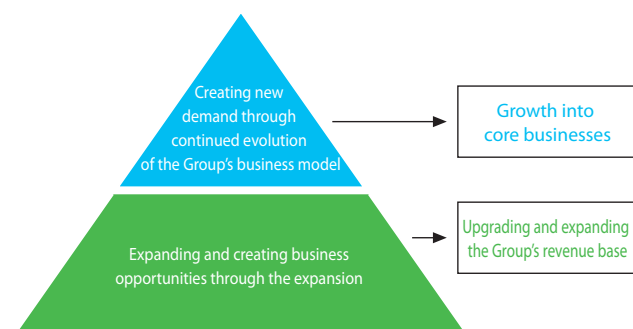 Creating new
demand through
continued evolution
of the Group's business model
Growth into
core businesses
Expanding and creating business
opportunities through the expansion
Upgrading and expanding
the Group's revenue base